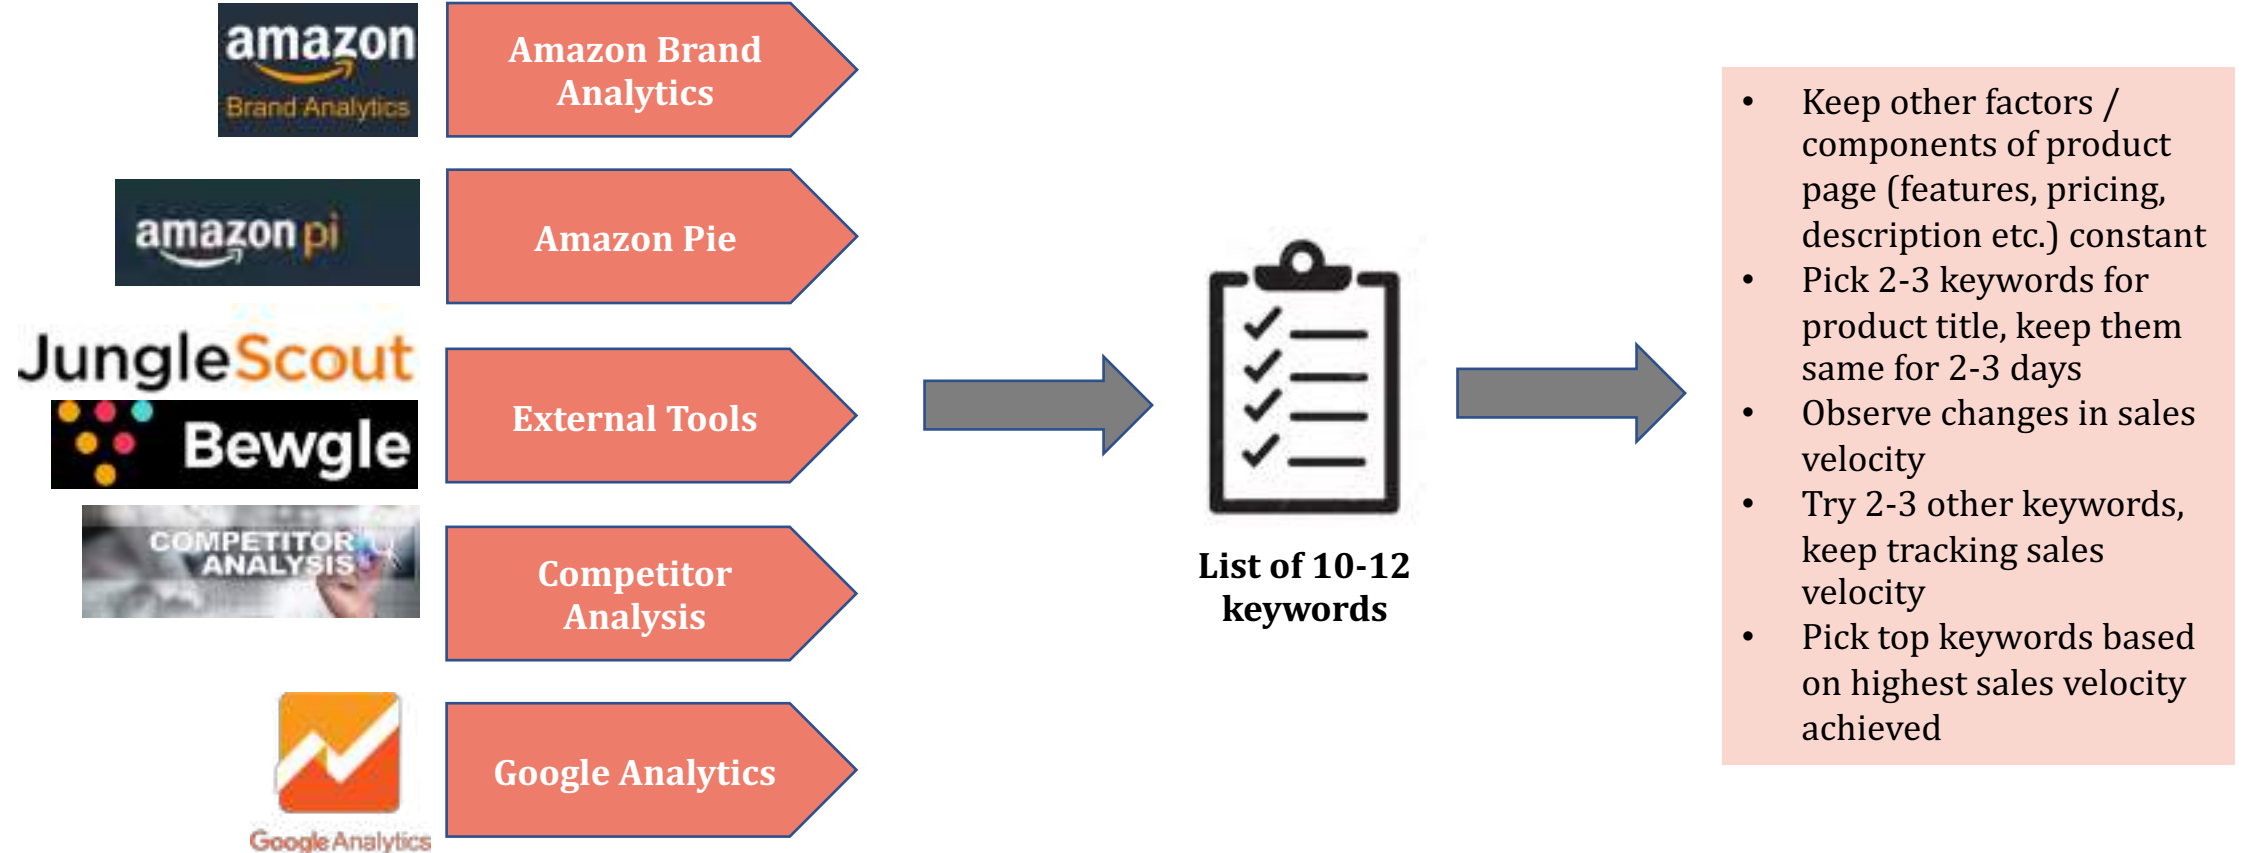 amazon
Brand Analytics
Amazon Brand
Analytics
amazon pi
Amazon Pie
JungleScout
Bewgle
External Tools
COMPETITOR
ANALYSIS
Competitor
Analysis
Google Analytics
Google Analytics
List of 10-12
keywords
• Keep other factors /
components of product
page (features, pricing,
description etc.) constant
• Pick 2-3 keywords for
product title, keep them
same for 2-3 days
• Observe changes in sales
velocity
• Try 2-3 other keywords,
keep tracking sales
velocity
• Pick top keywords based
on highest sales velocity
achieved